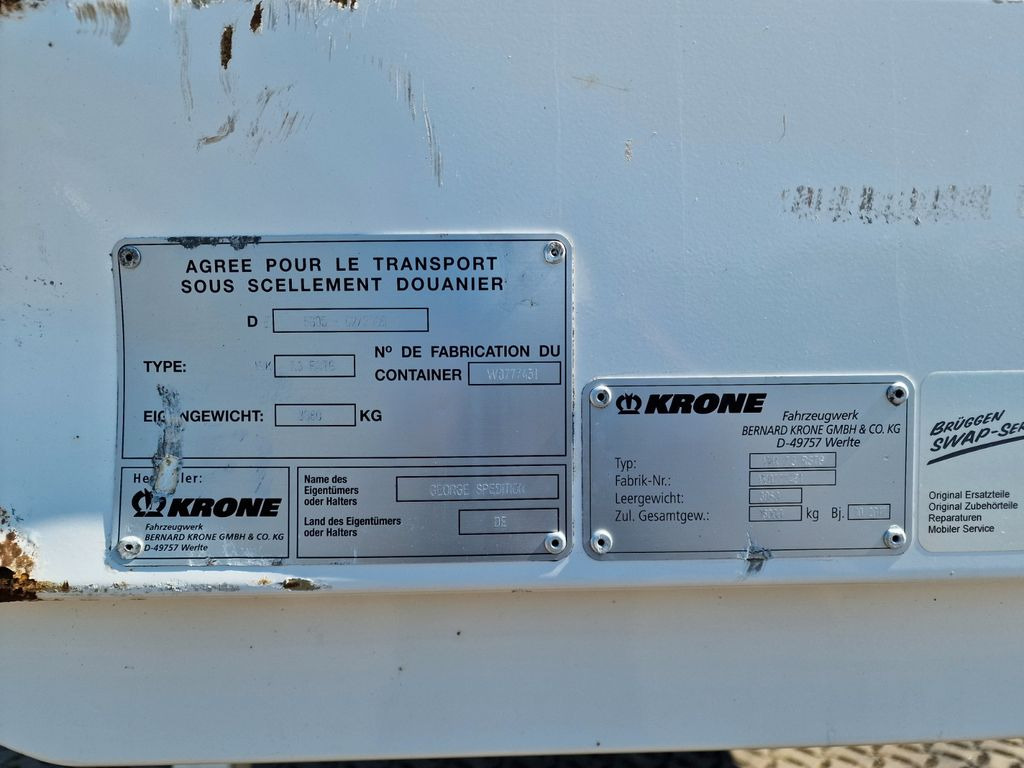 AGREE POUR LE TRANSPORT
SOUS SCELLEMENT DOUANIER
D
TYPE:
Nº DE FABRICATION DU
CONTAINER W0777451
EIGENGEWICHT: KG
Hersteller:
KRONE
Fahrzeugwerk
BERNARD KRONE GMBH & CO. KG
D-49757 Werlte
Name des
Eigentümers
oder Halters
GEORGE SPEDITION
Land des Eigentümers
oder Halters
DE
KRONE
Fahrzeugwerk
BERNARD KRONE GMBH & CO. KG
D-49757 Werlte
Typ:
Fabrik-Nr.:
Leergewicht:
Zul. Gesamtgew.: kg Bj.
BRÜGGEN
Original Ersatzteile
Original Zubehörteile
Reparaturen
Mobiler Service